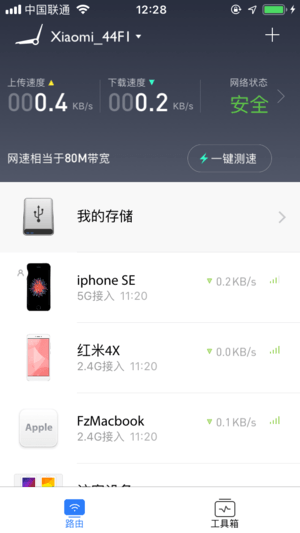 中国联通 12:28
Xiaomi_44F1
上传速度 下载速度 网络状态
000.4 KB/s 000.2 KB/s 安全
网速相当于80M带宽 一键测速
我的存储
iphone SE 0.2KB/s
5G接入 11:20
红米4X 0.0KB/s
2.4G接入 11:20
Apple FzMacbook 0.1KB/s
2.4G接入 11:20
路由 工具箱